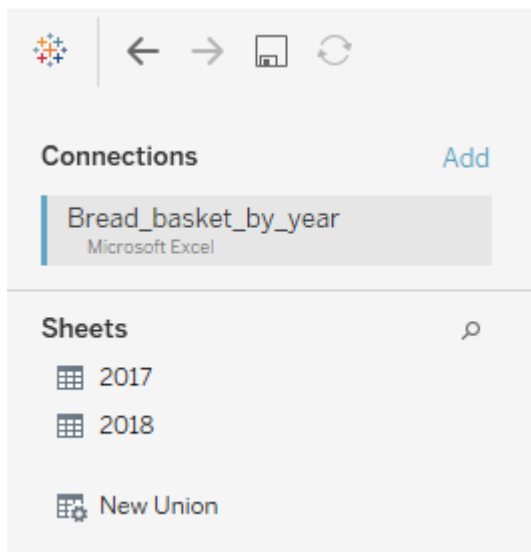 Connections
Add
Bread_basket_by_year
Microsoft Excel
Sheets
2017
2018
New Union